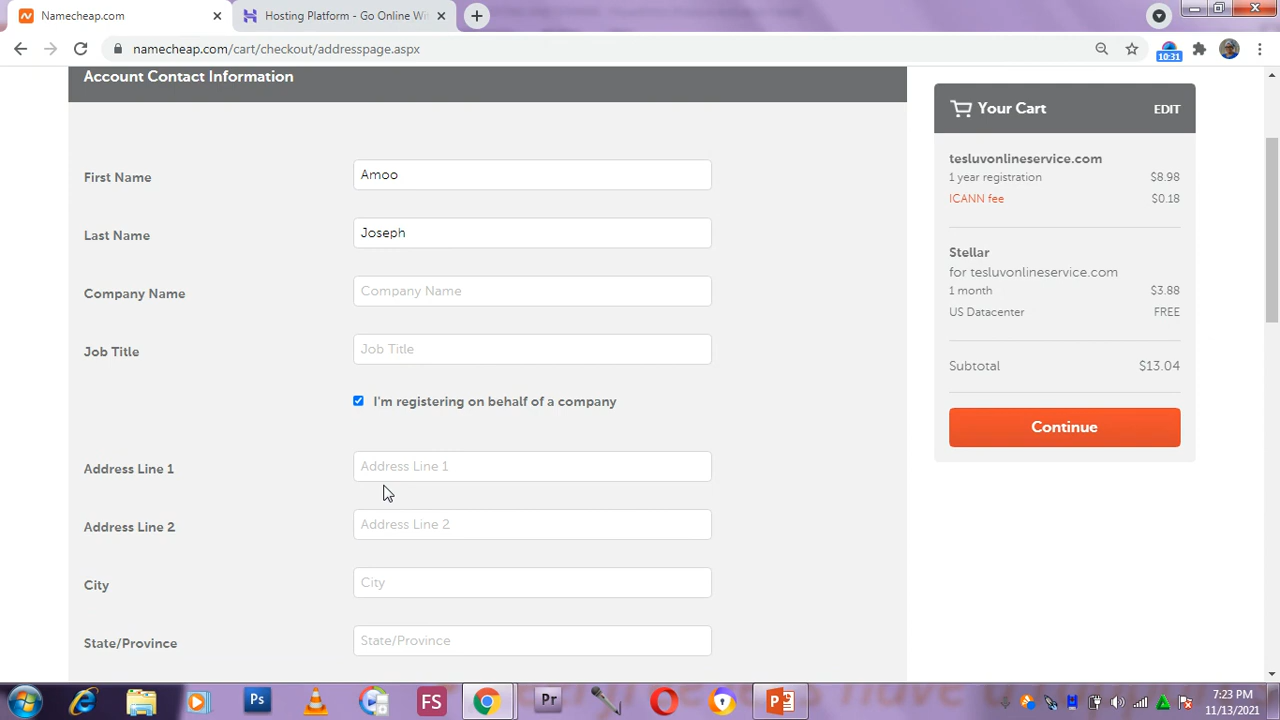 Namecheap.com
Hosting Platform - Go Online Wi
namecheap.com/cart/checkout/addresspage.aspx
10:31
Account Contact Information
First Name
Amoo
Last Name
Joseph
Company Name
Company Name
Job Title
Job Title
I'm registering on behalf of a company
Address Line 1
Address Line 1
Address Line 2
Address Line 2
City
City
State/Province
State/Province
Your Cart
EDIT
tesluvonlineservice.com
1 year registration $8.98
ICANN fee $0.18
Stellar
for tesluvonlineservice.com
1 month $3.88
US Datacenter FREE
Subtotal $13.04
Continue
Ps
FS
Pr
7:23 PM
11/13/2021